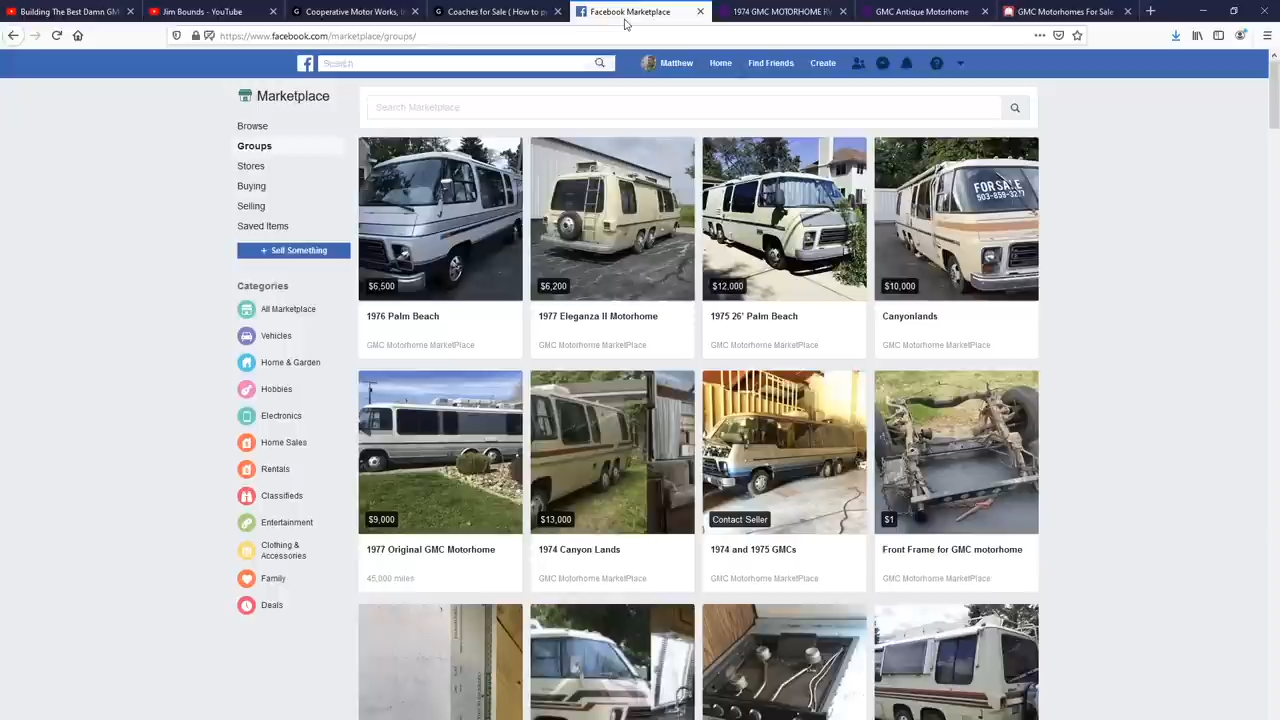 Building The Best Damn GM
Jim Bounds - YouTube
Cooperative Motor Works, I
Coaches for Sale ( How to p
Facebook Marketplace
1974 GMC MOTORHOME RV
GMC Antique Motorhome
GMC Motorhomes For Sale
https://www.facebook.com/marketplace/groups/
Search
Matthew
Home
Find Friends
Create
Marketplace
Search Marketplace
Browse
Groups
Stores
Buying
Selling
Saved Items
+ Sell Something
Categories
All Marketplace
Vehicles
Home & Garden
Hobbies
Electronics
Home Sales
Rentals
Classifieds
Entertainment
Clothing &
Accessories
Family
Deals
FOR SALE
503-859-3277
$6,500
$6,200
$12,000
$10,000
1976 Palm Beach
1977 Eleganza II Motorhome
1975 26' Palm Beach
Canyonlands
GMC Motorhome MarketPlace
GMC Motorhome MarketPlace
GMC Motorhome MarketPlace
GMC Motorhome MarketPlace
$9,000
$13,000
Contact Seller
$1
1977 Original GMC Motorhome
1974 Canyon Lands
1974 and 1975 GMCs
Front Frame for GMC motorhome
45,000 miles
GMC Motorhome MarketPlace
GMC Motorhome MarketPlace
GMC Motorhome MarketPlace